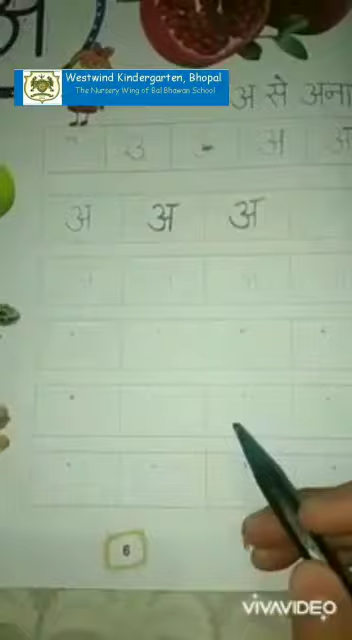 अ
Westwind Kindergarten, Bhopal
The Nursery Wing of Bal Bhawan School
अ से अना
अ अ
अ अ अ
6
VIVAVIDEO